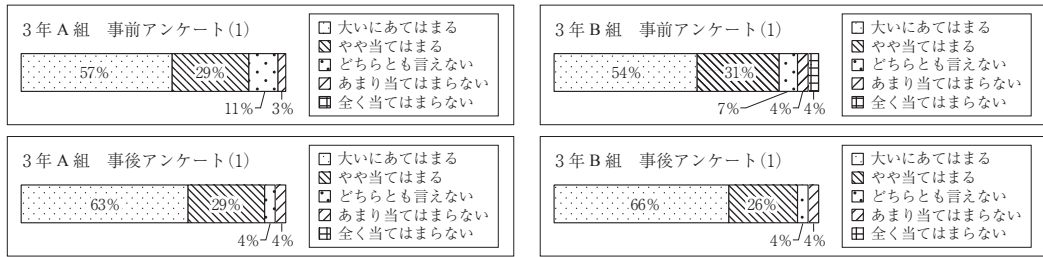 3年A組 事前アンケート(1)
57%
29%
11%
3%
大いにあてはまる
やや当てはまる
どちらとも言えない
あまり当てはまらない
全く当てはまらない
3年B組 事前アンケート(1)
54%
31%
7%
4%
4%
大いにあてはまる
やや当てはまる
どちらとも言えない
あまり当てはまらない
全く当てはまらない
3年A組 事後アンケート(1)
63%
29%
4%
4%
大いにあてはまる
やや当てはまる
どちらとも言えない
あまり当てはまらない
全く当てはまらない
3年B組 事後アンケート(1)
66%
26%
4%
4%
大いにあてはまる
やや当てはまる
どちらとも言えない
あまり当てはまらない
全く当てはまらない